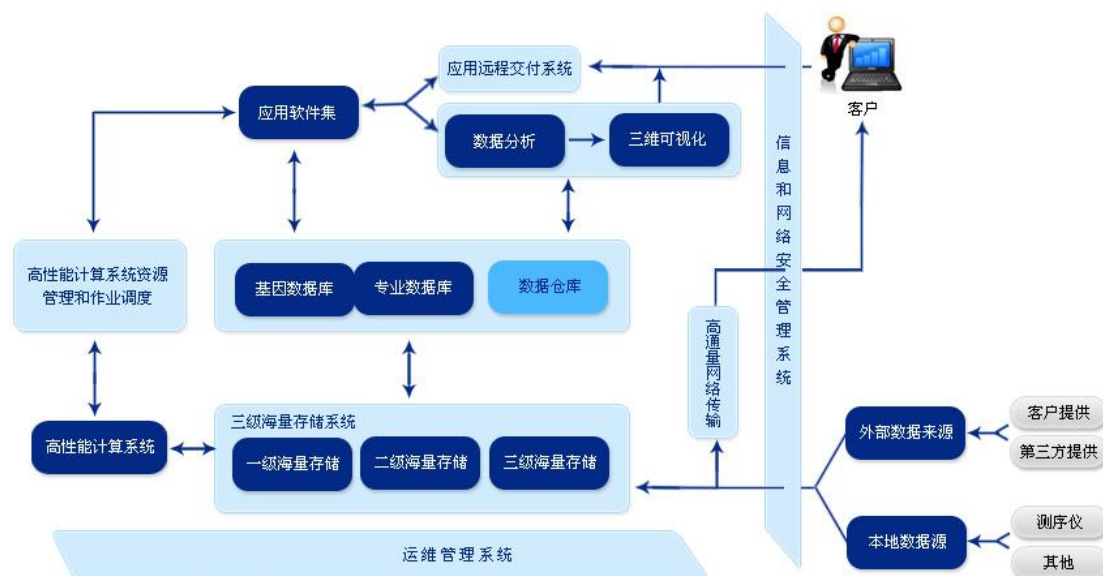 应用远程交付系统
客户
应用软件集
数据分析
三维可视化
信息和网络安全管理系统
高性能计算系统资源
管理和作业调度
基因数据库
专业数据库
数据仓库
高通量网络传输
三级海量存储系统
高性能计算系统
一级海量存储
二级海量存储
三级海量存储
外部数据来源
客户提供
第三方提供
本地数据源
测序仪
其他
运维管理系统